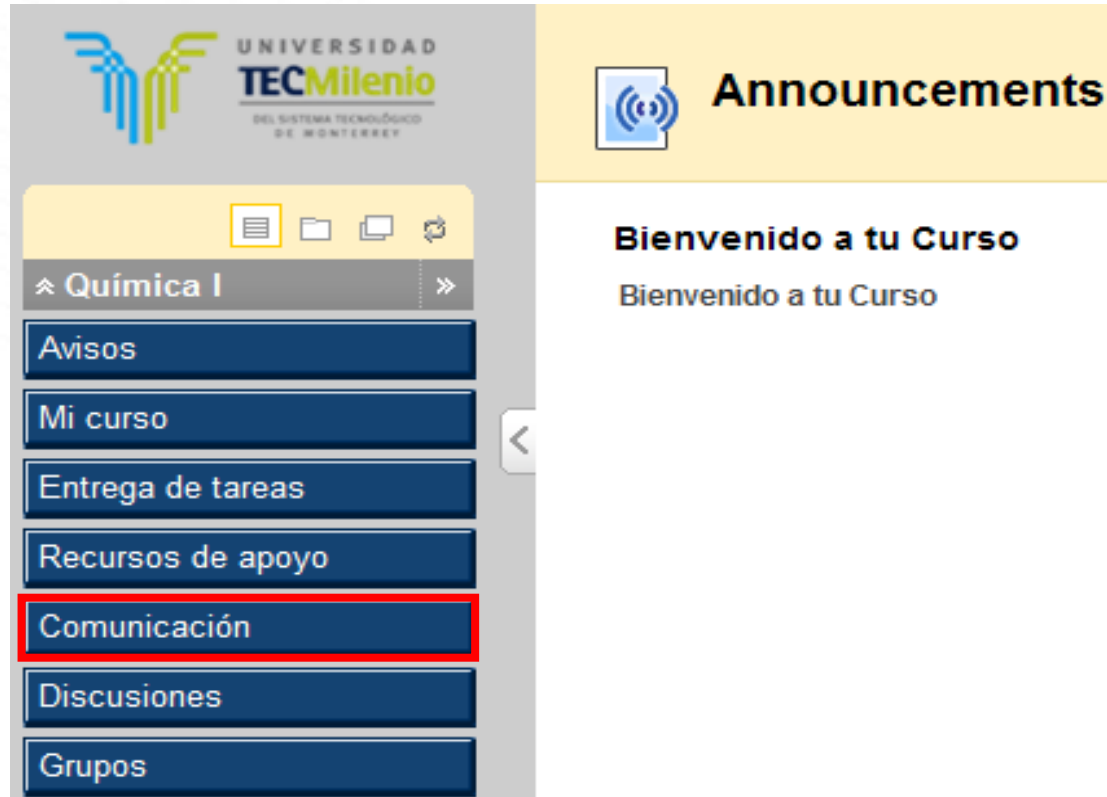 UNIVERSIDAD
TECMilenio
DEL SISTEMA TECNOLÓGICO
DE MONTERREY
Announcements
Química I
Avisos
Mi curso
Entrega de tareas
Recursos de apoyo
Comunicación
Discusiones
Grupos
Bienvenido a tu Curso
Bienvenido a tu Curso